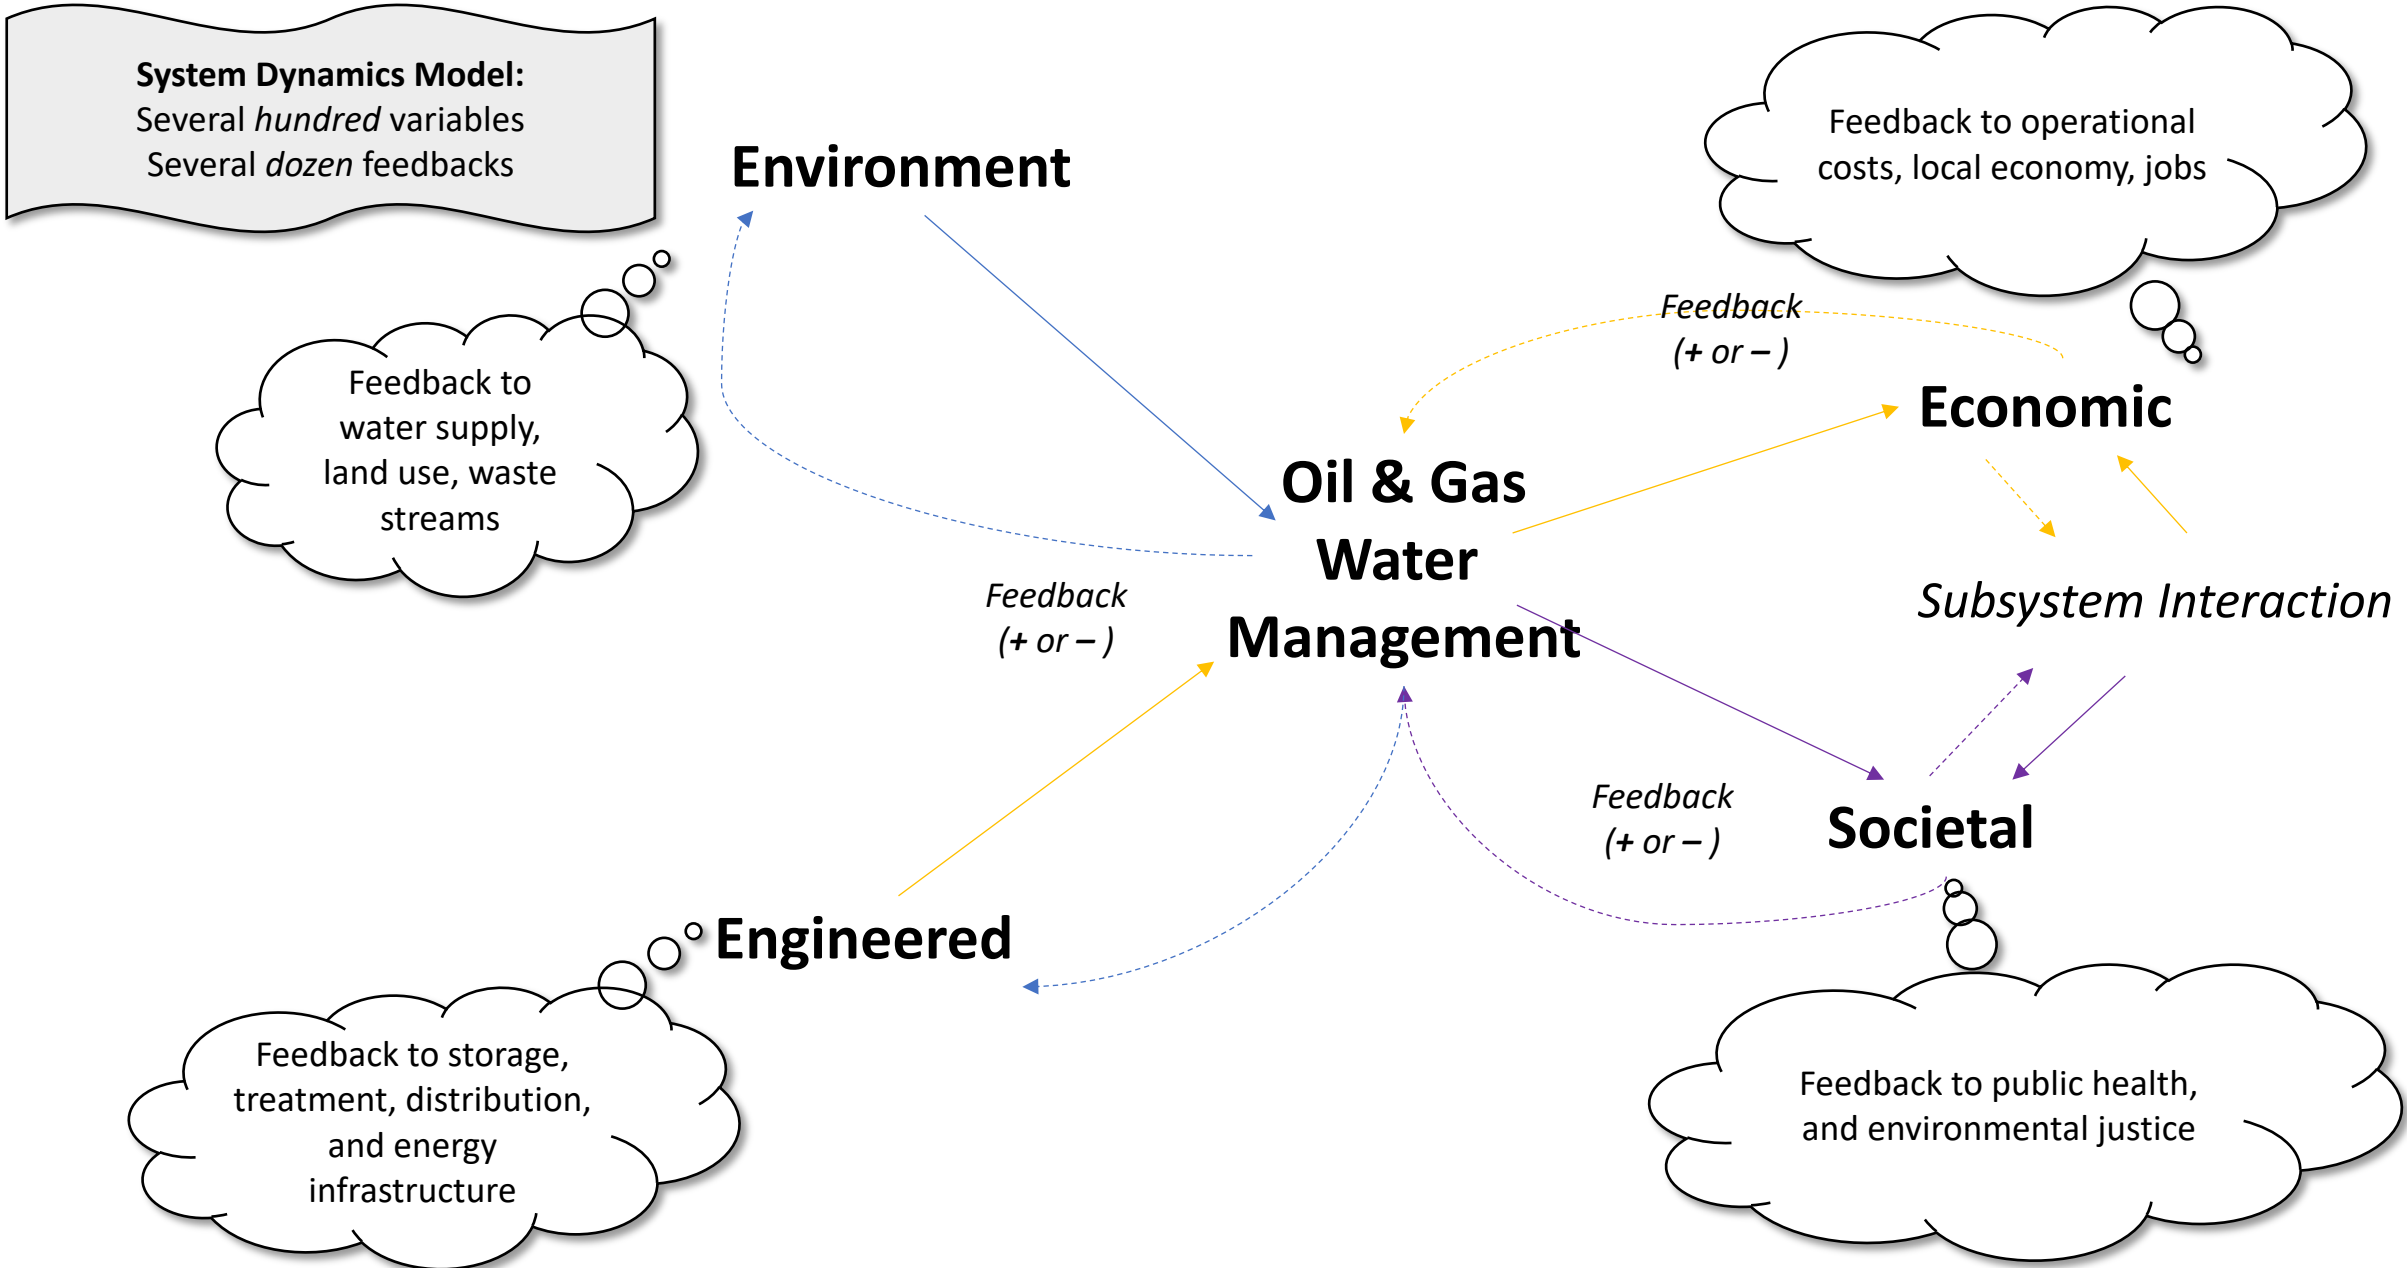 System Dynamics Model:
Several hundred variables
Several dozen feedbacks
Environment
Feedback to operational
costs, local economy, jobs
Feedback to
water supply,
land use, waste
streams
Feedback
(+ or – )
Economic
Oil & Gas
Water
Management
Feedback
(+ or – )
Subsystem Interaction
Feedback
(+ or – )
Societal
Engineered
Feedback to storage,
treatment, distribution,
and energy
infrastructure
Feedback to public health,
and environmental justice